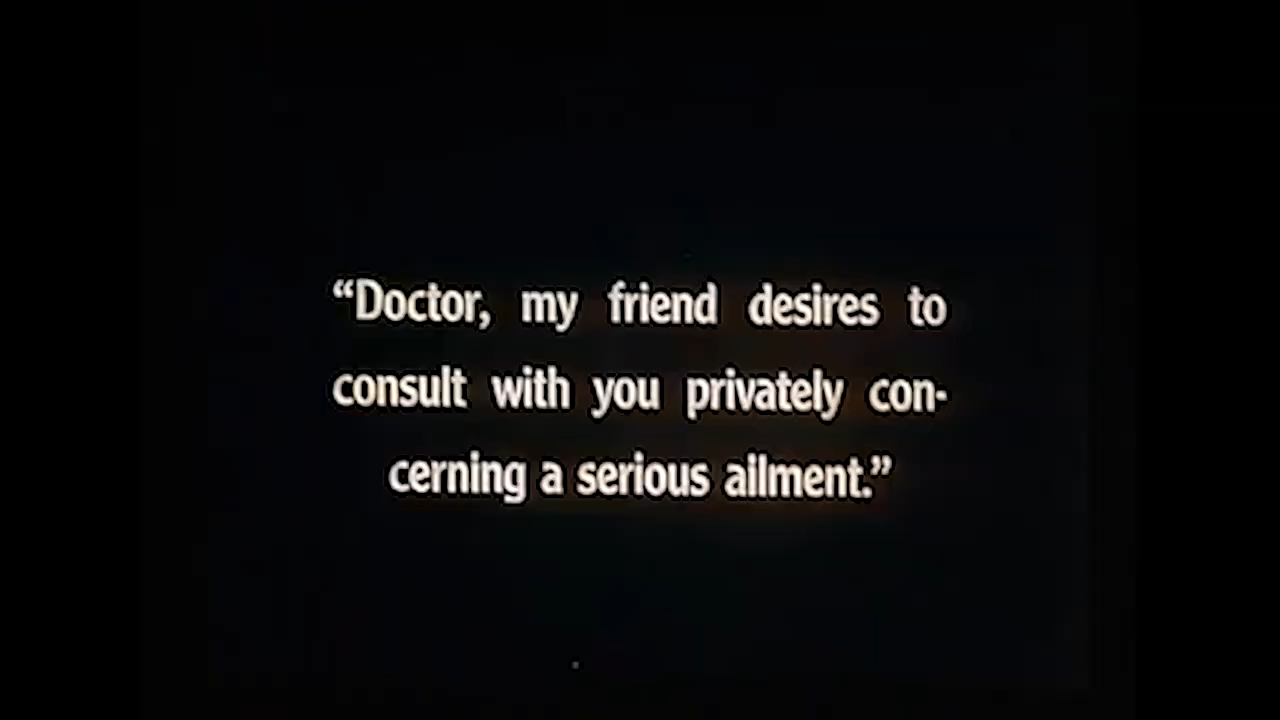 “Doctor, my friend desires to
consult with you privately con-
cerning a serious ailment.”